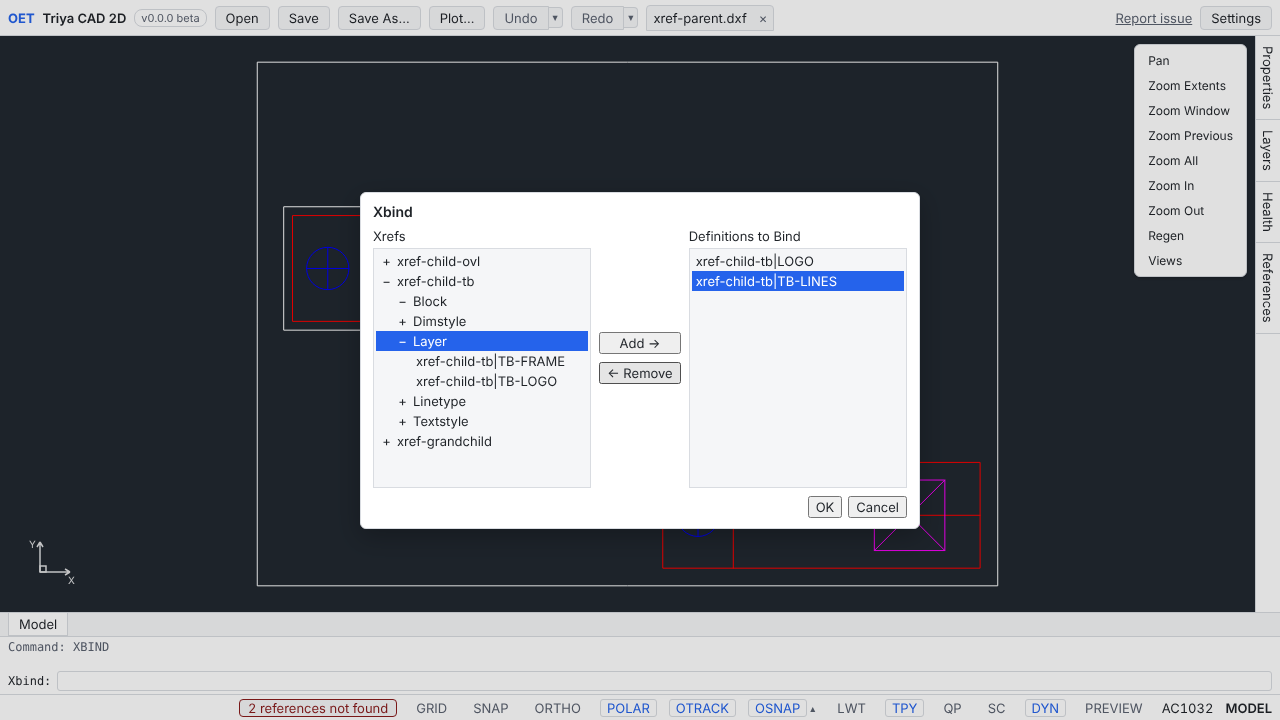 OET Triya CAD 2D v0.0.0 beta Open Save Save As... Plot... Undo ▾ Redo ▾ xref-parent.dxf × Report issue Settings
Pan
Zoom Extents
Zoom Window
Zoom Previous
Zoom All
Zoom In
Zoom Out
Regen
Views
Properties
Layers
Health
References
Xbind
Xrefs
+ xref-child-ovl
− xref-child-tb
− Block
+ Dimstyle
− Layer
xref-child-tb|TB-FRAME
xref-child-tb|TB-LOGO
+ Linetype
+ Textstyle
+ xref-grandchild
Add →
← Remove
Definitions to Bind
xref-child-tb|LOGO
xref-child-tb|TB-LINES
OK Cancel
Y
X
Model
Command: XBIND
Xbind:
2 references not found GRID SNAP ORTHO POLAR OTRACK OSNAP ▴ LWT TPY QP SC DYN PREVIEW AC1032 MODEL